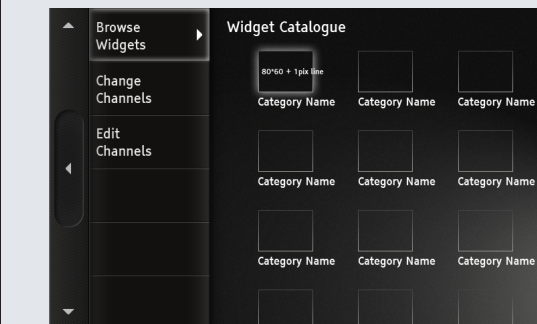 Browse
Widgets
Change
Channels
Edit
Channels
Widget Catalogue
80*60 + 1pix line
Category Name
Category Name
Category Name
Category Name
Category Name
Category Name
Category Name
Category Name
Category Name